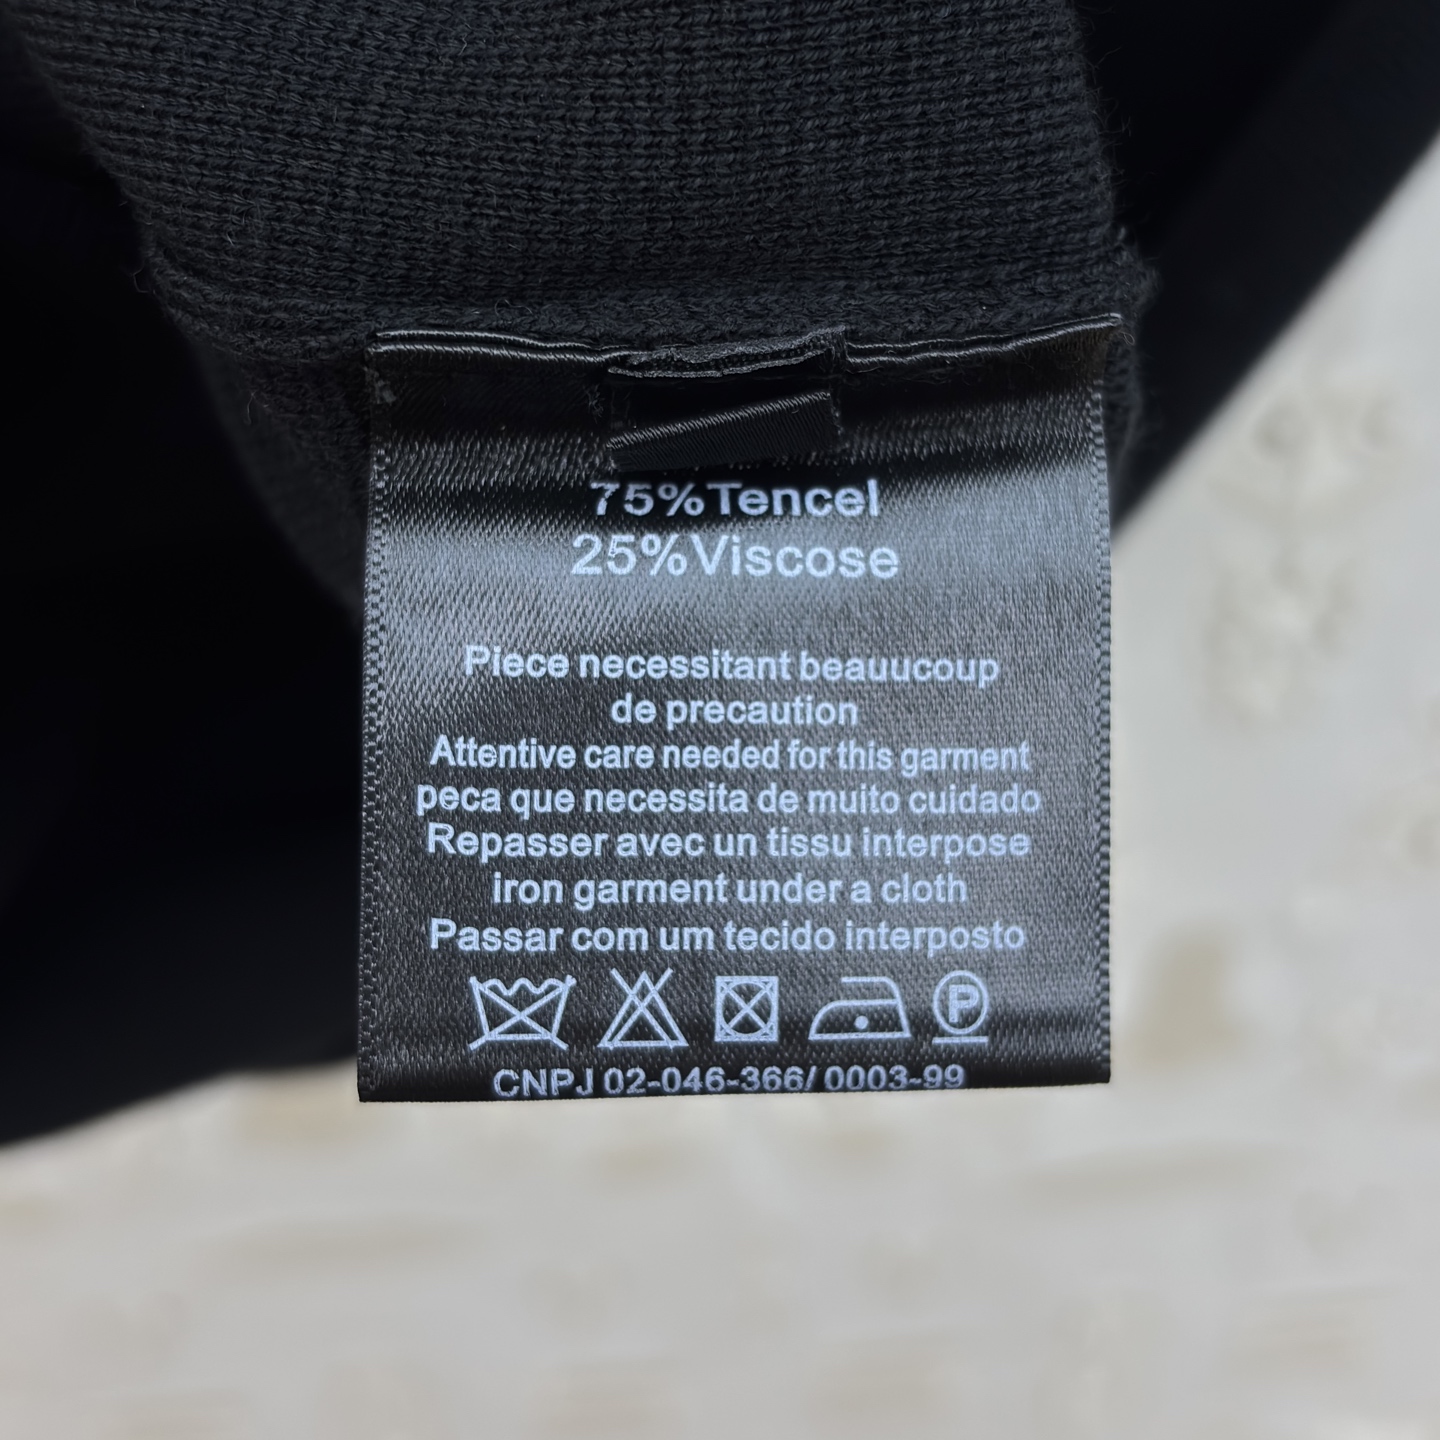 75%Tencel
25%Viscose
Piece necessitant beauucoup
de precaution
Attentive care needed for this garment
peca que necessita de muito cuidado
Repasser avec un tissu interpose
iron garment under a cloth
Passar com um tecido interposto
P
CNPJ 02-046-366/ 0003-99